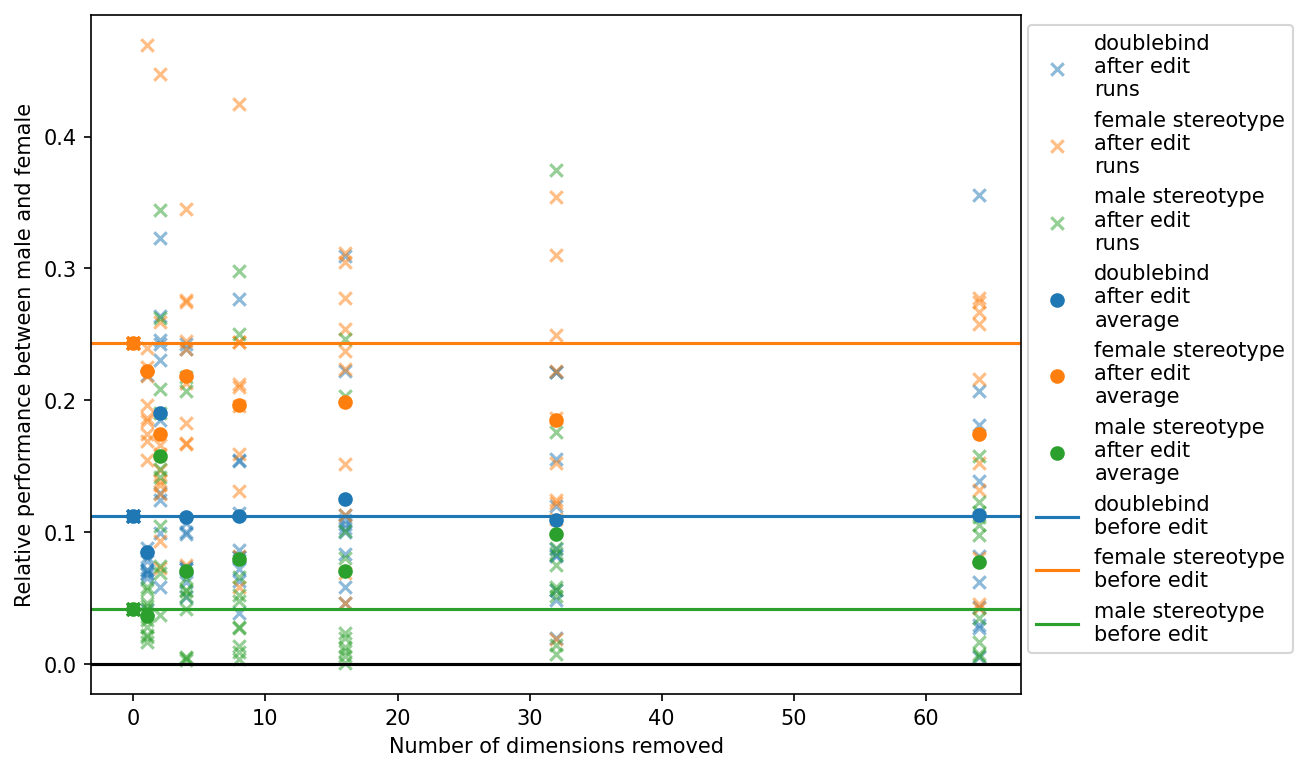 Relative performance between male and female
0.4
0.3
0.2
0.1
0.0
0
10
20
30
40
50
60
Number of dimensions removed
doublebind
after edit
runs
female stereotype
after edit
runs
male stereotype
after edit
runs
doublebind
after edit
average
female stereotype
after edit
average
male stereotype
after edit
average
doublebind
before edit
female stereotype
before edit
male stereotype
before edit